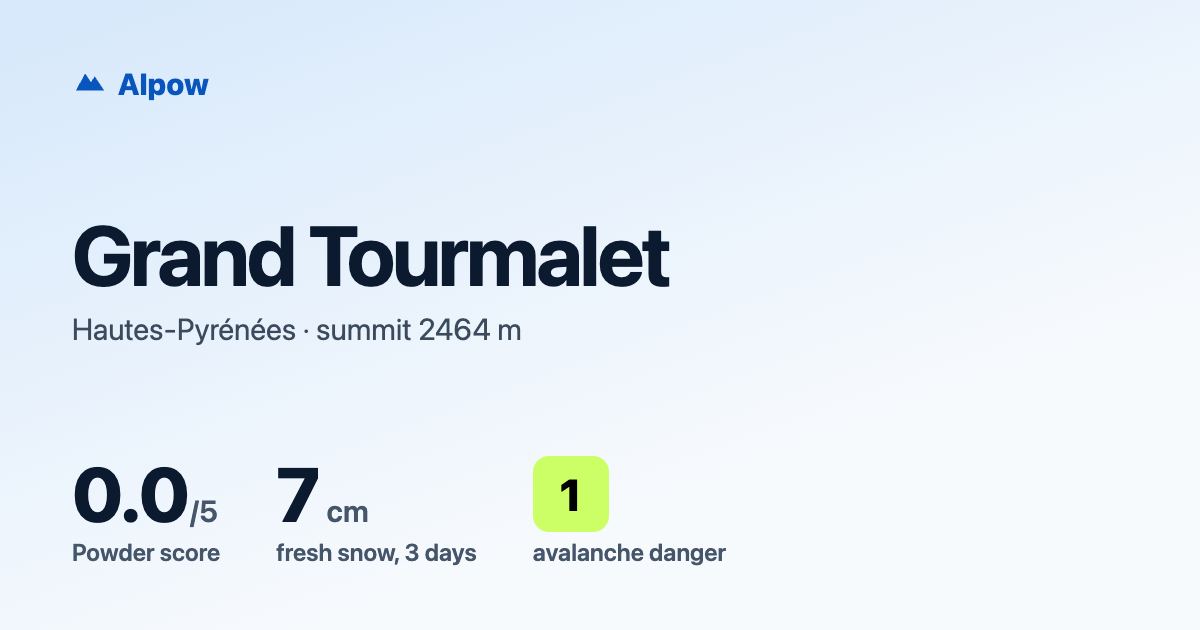 Alpow
Grand Tourmalet
Hautes-Pyrénées · summit 2464 m
0.0/5
Powder score
7 cm
fresh snow, 3 days
1
avalanche danger